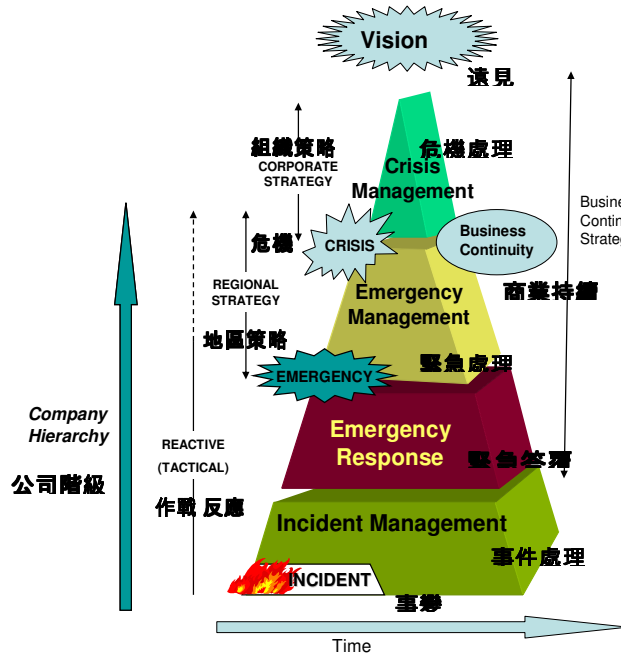 Vision
遠見
組織策略
CORPORATE
STRATEGY
危機處理
Crisis
Management
危機
CRISIS
Business
Continuity
REGIONAL
STRATEGY
地區策略
Emergency
Management
商業持續
緊急處理
EMERGENCY
Company
Hierarchy
公司階級
REACTIVE
(TACTICAL)
作戰 反應
Emergency
Response
緊急答
Incident Management
事件處理
INCIDENT
事變
Time